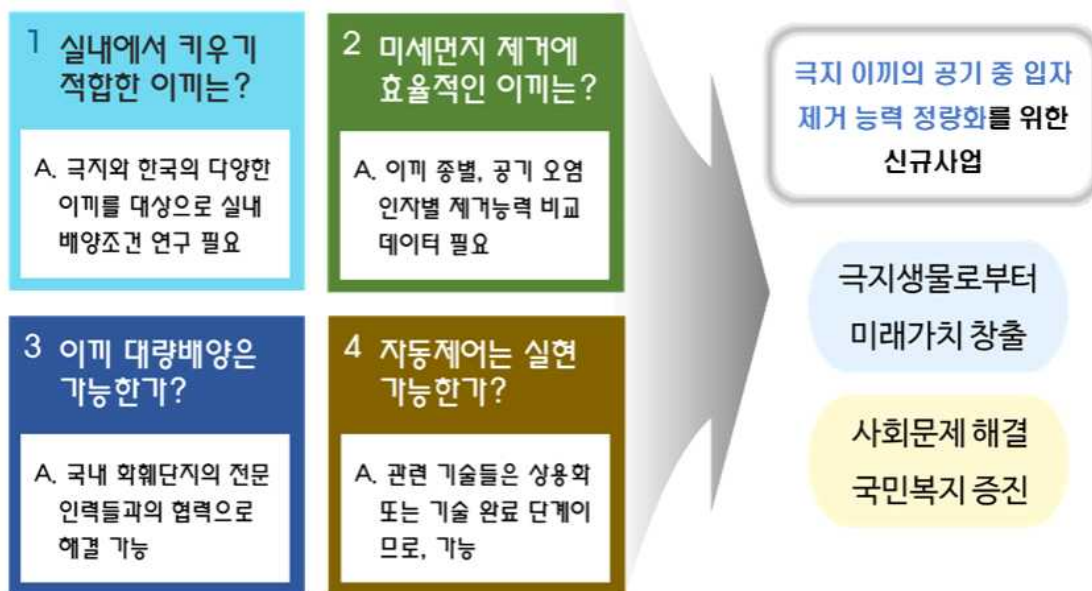 1 실내에서 키우기
적합한 이끼는?
A. 극지와 한국의 다양한
이끼를 대상으로 실내
배양조건 연구 필요
2 미세먼지 제거에
효율적인 이끼는?
A. 이끼 종별, 공기 오염
인자별 제거능력 비교
데이터 필요
3 이끼 대량배양은
가능한가?
A. 국내 화훼단지의 전문
인력들과의 협력으로
해결 가능
4 자동제어는 실현
가능한가?
A. 관련 기술들은 상용화
또는 기술 완료 단계이
므로, 가능
극지 이끼의 공기 중 입자
제거 능력 정량화를 위한
신규사업
극지생물로부터
미래가치 창출
사회문제 해결
국민복지 증진